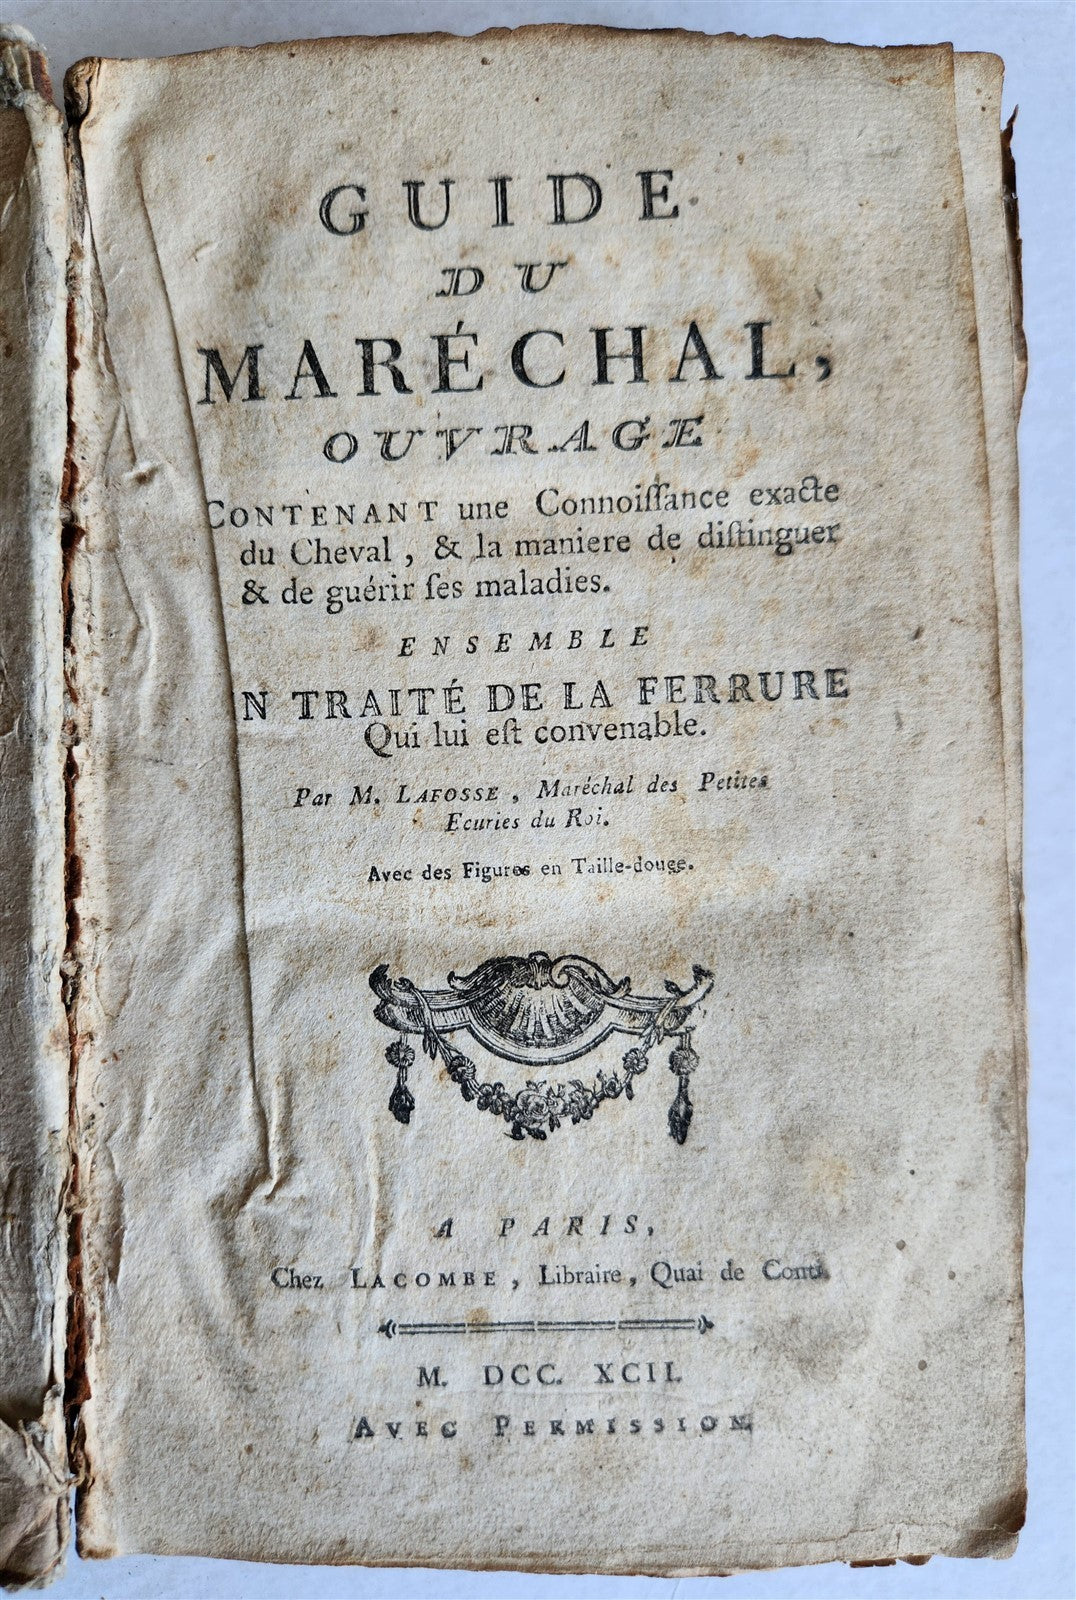 GUIDE
DU
MARÉCHAL,
OUVRAGE
CONTENANT une Connoiſſance exacte
du Cheval, & la maniere de diſtinguer
& de guérir ſes maladies.
ENSEMBLE
N TRAITÉ DE LA FERRURE
Qui lui eſt convenable.
Par M. LAFOSSE, Maréchal des Petites
Ecuries du Roi.
Avec des Figures en Taille-douçe.
A PARIS,
Chez LACOMBE, Libraire, Quai de Conti.
M. DCC. XCII.
AVEC PERMISSION.